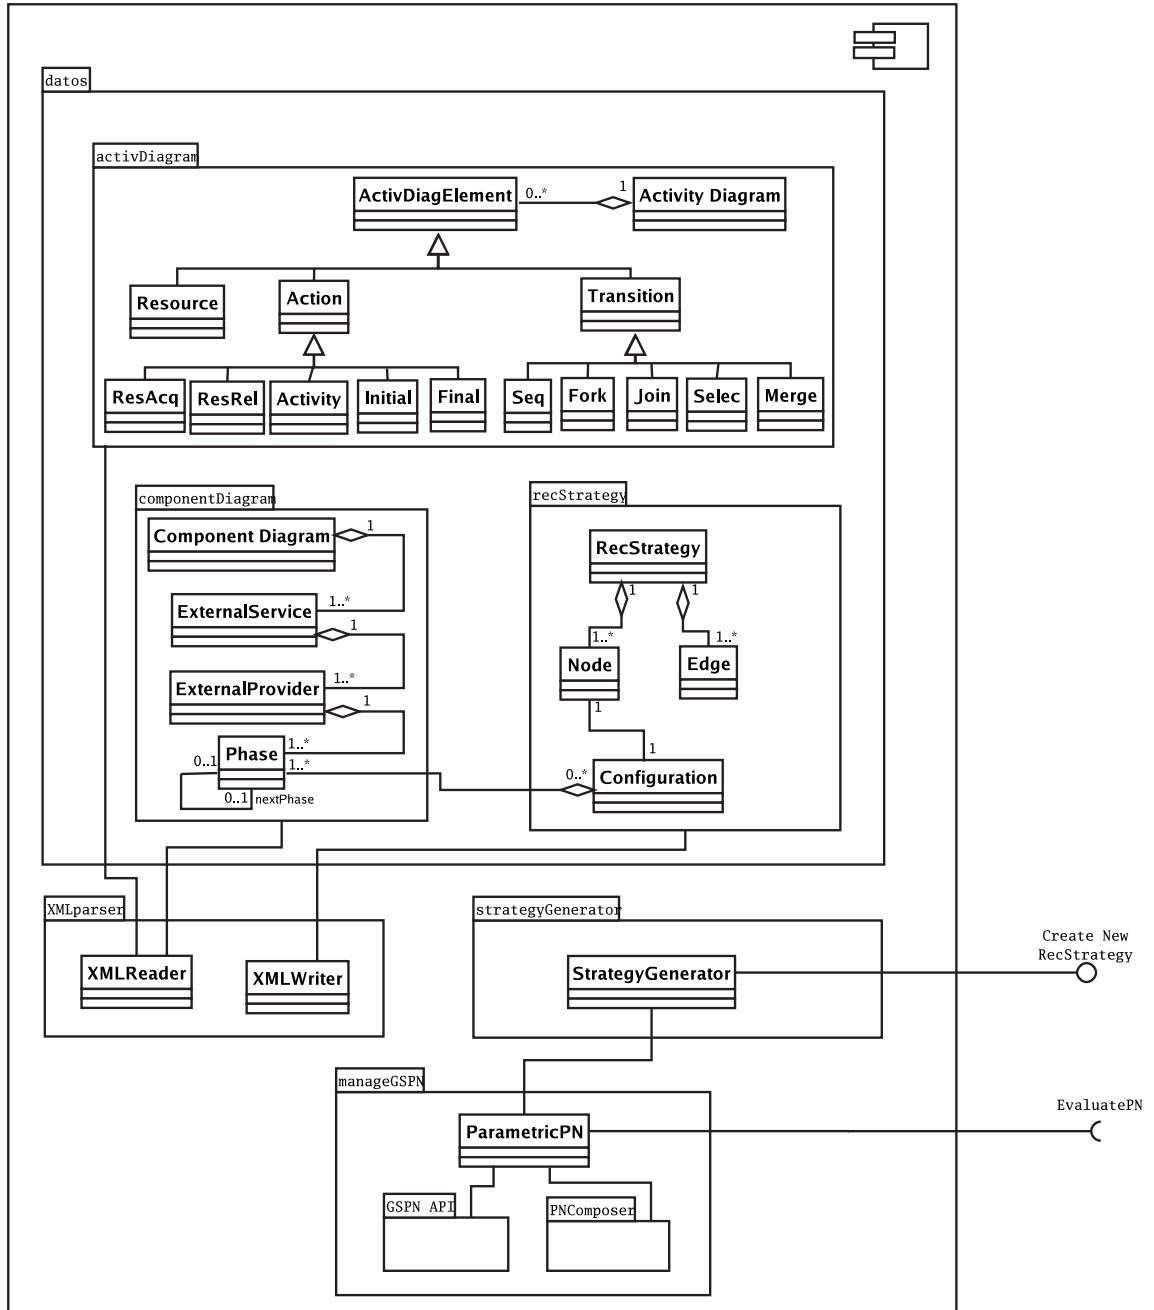 datos
activDiagram
ActivDiagElement
0..*
1
Activity Diagram
Resource
Action
Transition
ResAcq
ResRel
Activity
Initial
Final
Seq
Fork
Join
Selec
Merge
componentDiagram
Component Diagram
1
1..*
ExternalService
1
1..*
ExternalProvider
1
1..*
Phase
1..*
0..1
0..1
nextPhase
recStrategy
RecStrategy
1
1
1..*
1..*
Node
Edge
1
1
0..*
Configuration
XMLparser
XMLReader
XMLWriter
strategyGenerator
StrategyGenerator
Create New
RecStrategy
manageGSPN
ParametricPN
EvaluatePN
GSPN API
PNComposer